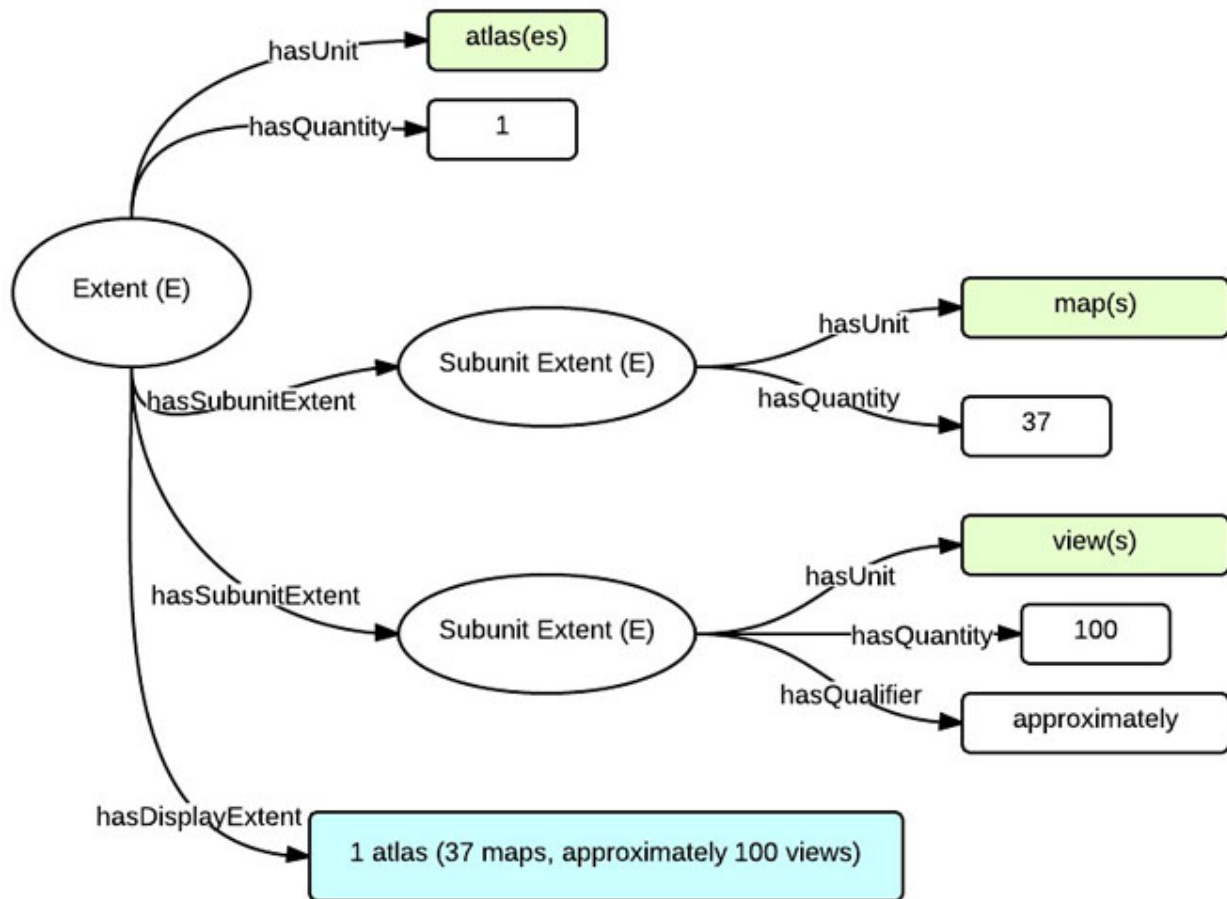 atlas(es)
hasUnit
hasQuantity
1
Extent (E)
map(s)
hasUnit
Subunit Extent (E)
hasSubunitExtent
hasQuantity
37
view(s)
hasUnit
hasSubunitExtent
Subunit Extent (E)
hasQuantity
100
hasQualifier
approximately
hasDisplayExtent
1 atlas (37 maps, approximately 100 views)